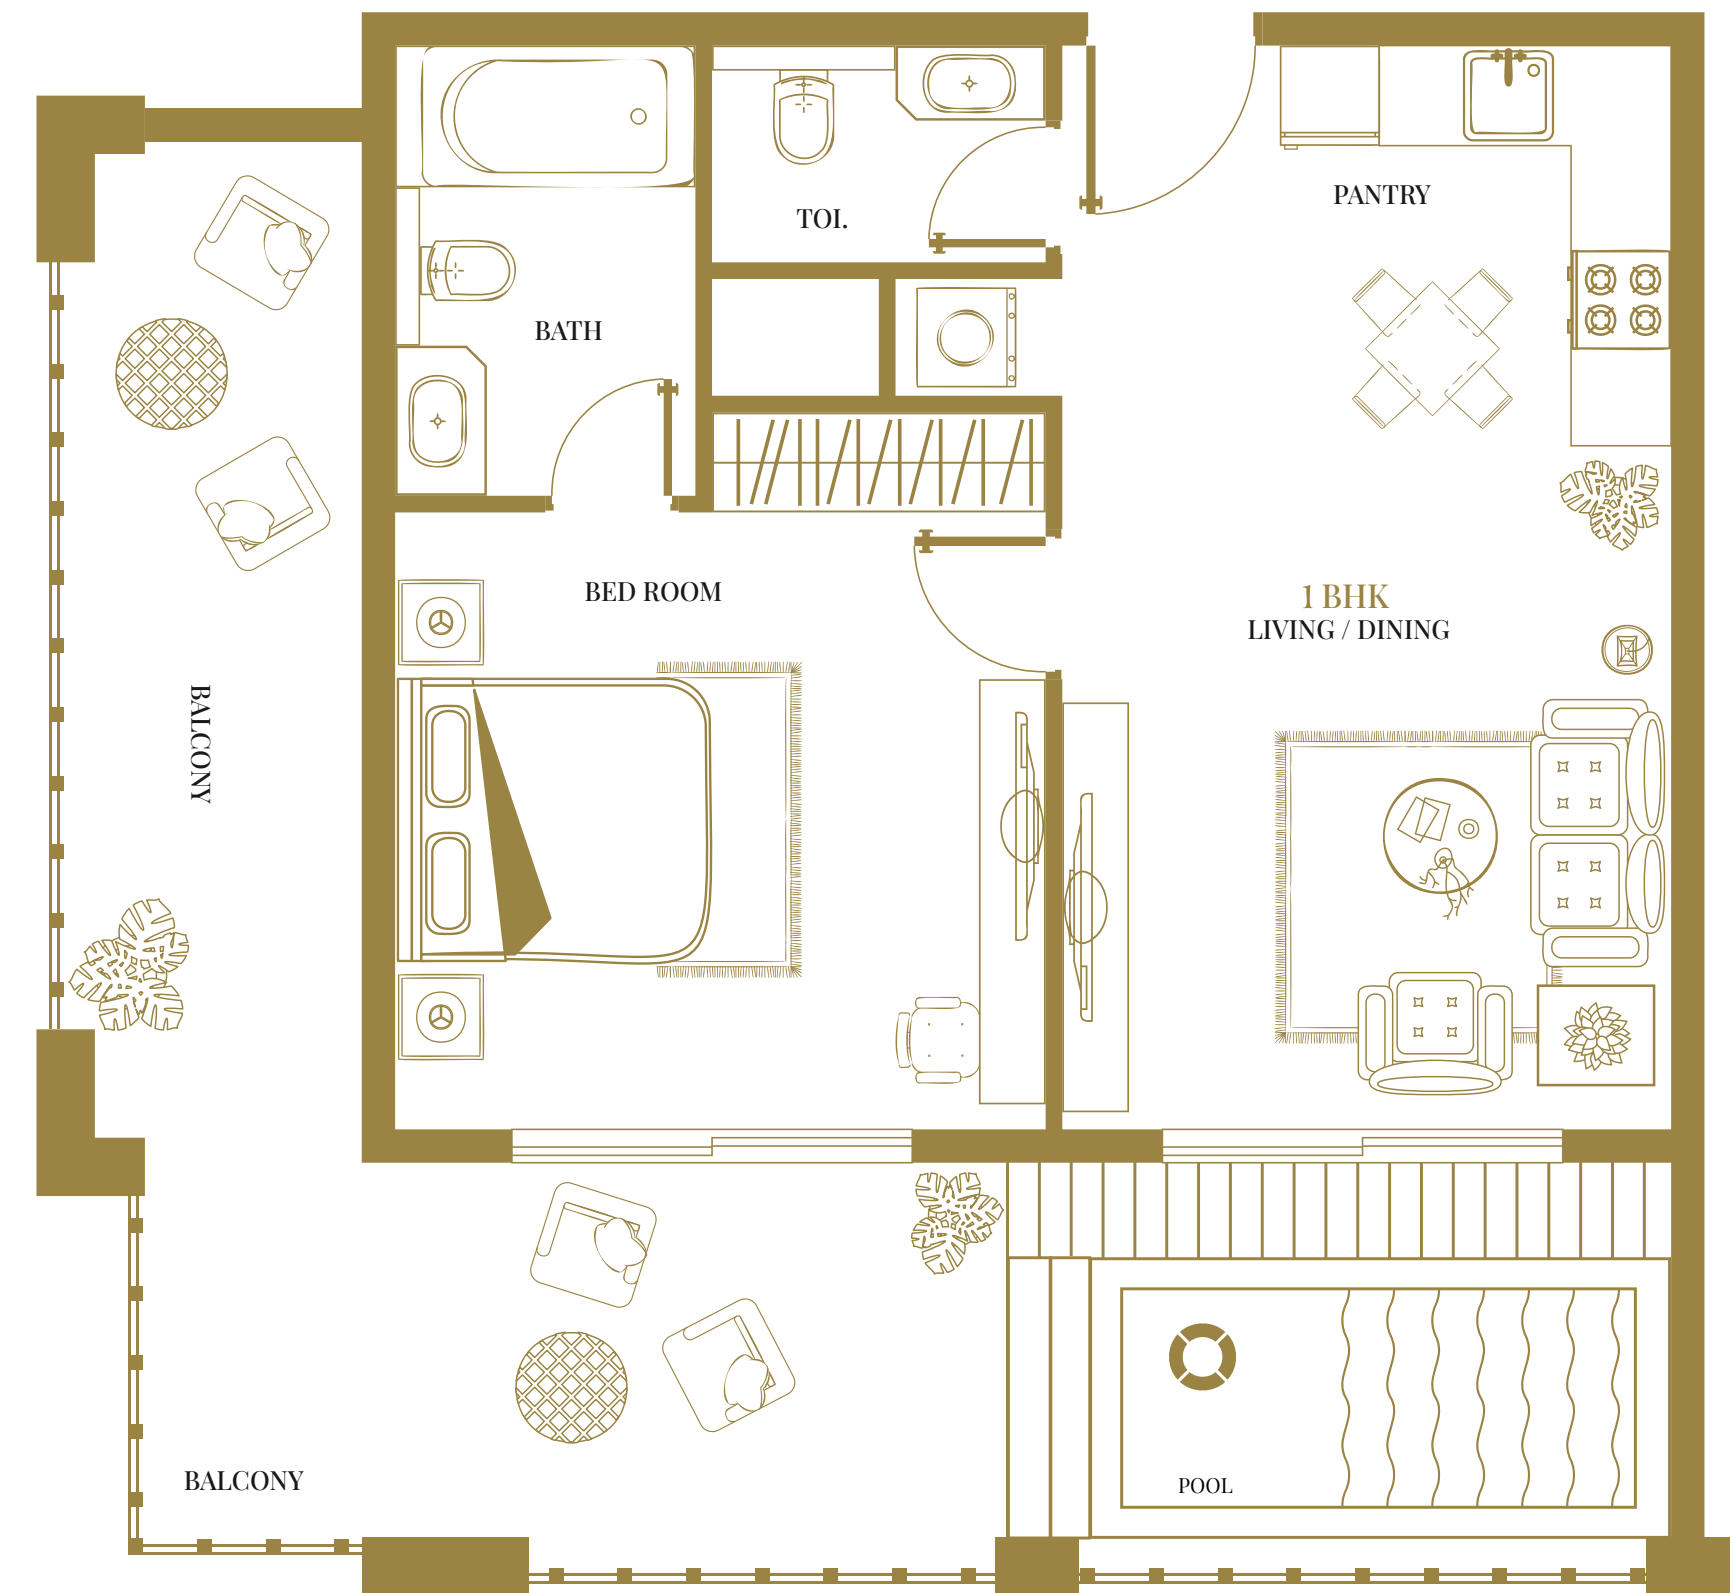 PANTRY
TOI.
BATH
BED ROOM
1 BHK
LIVING / DINING
BALCONY
BALCONY
POOL